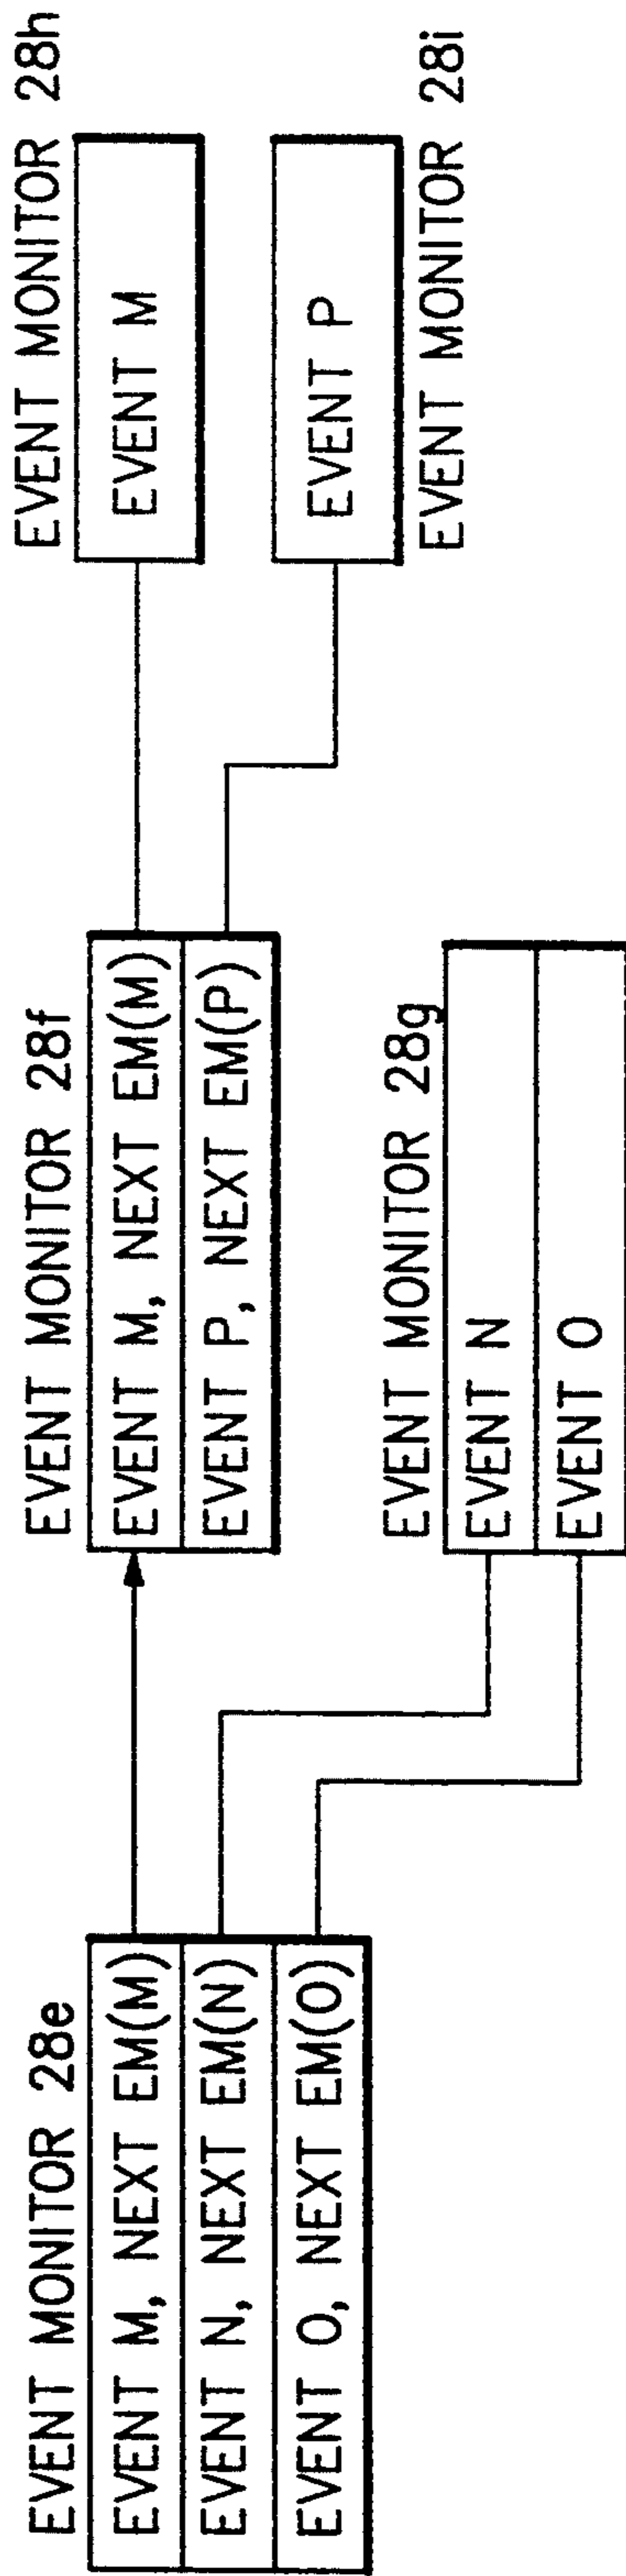 EVENT MONITOR 28e
EVENT M, NEXT EM(M)
EVENT N, NEXT EM(N)
EVENT O, NEXT EM(O)
EVENT MONITOR 28f
EVENT M, NEXT EM(M)
EVENT P, NEXT EM(P)
EVENT MONITOR 28g
EVENT N
EVENT O
EVENT MONITOR 28h
EVENT M
EVENT P
EVENT MONITOR 28i